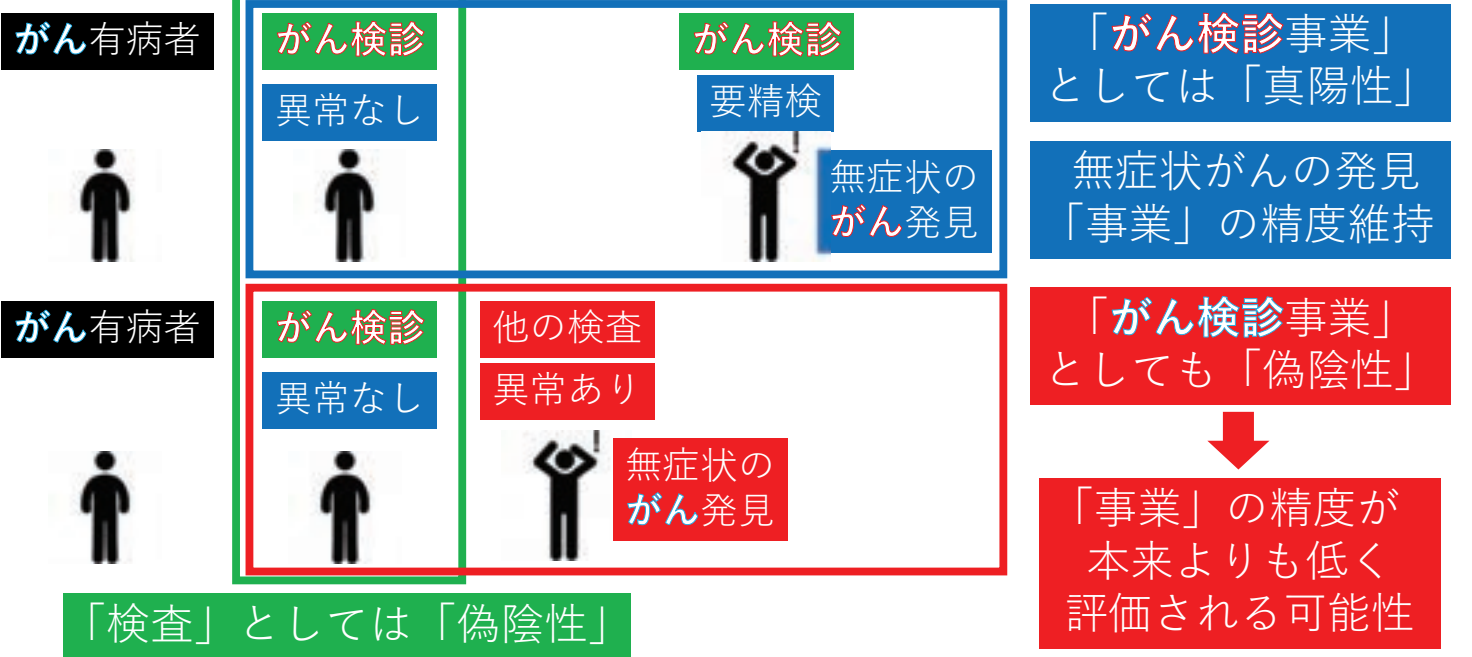 がん有病者
がん検診
異常なし
がん検診
要精検
!
無症状の
がん発見
「がん検診事業」
としては「真陽性」
無症状がんの発見
「事業」の精度維持
がん有病者
がん検診
異常なし
他の検査
異常あり
!
無症状の
がん発見
「がん検診事業」
としても「偽陰性」
「事業」の精度が
本来よりも低く
評価される可能性
「検査」としては「偽陰性」